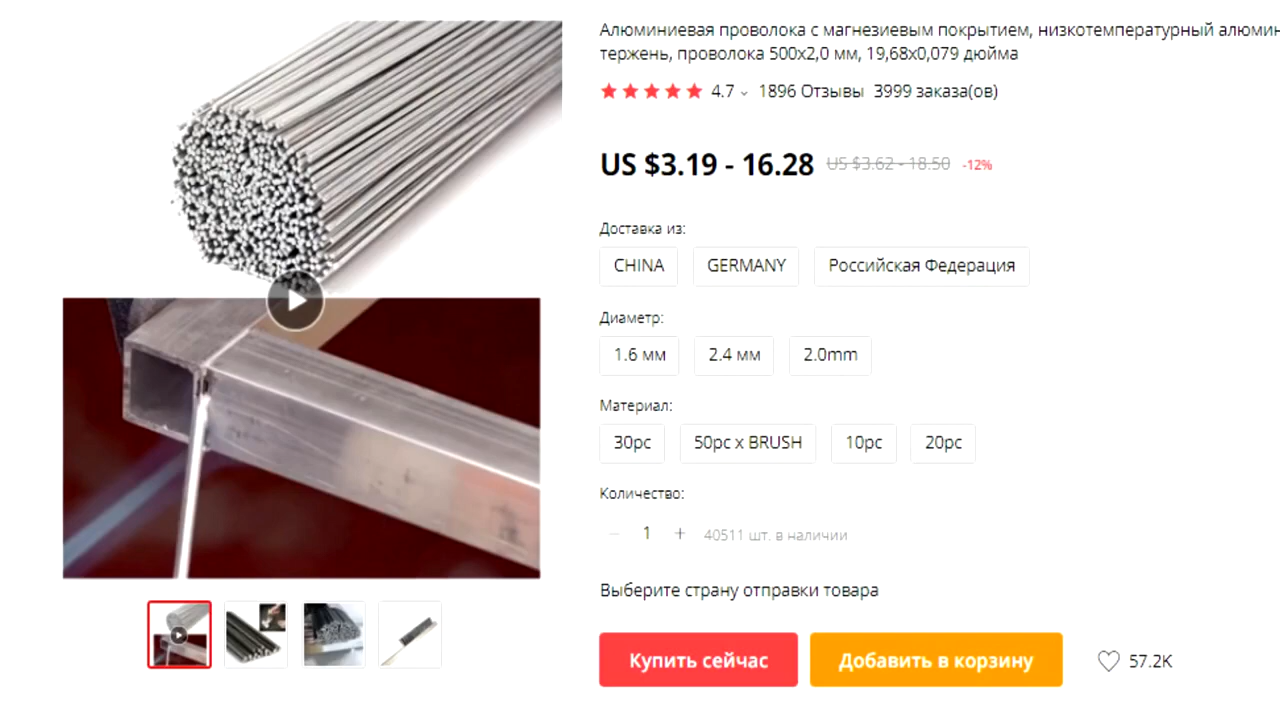 Алюминиевая проволока с магнезиевым покрытием, низкотемпературный
тержень, проволока 500x2,0 мм, 19,68x0,079 дюйма
4.7 1896 Отзывы 3999 заказа(ов)
US $3.19 - 16.28 US $3.62 - 18.50 -12%
Доставка из:
CHINA GERMANY Российская Федерация
Диаметр:
1.6 мм 2.4 мм 2.0mm
Материал:
30pc 50pc x BRUSH 10pc 20pc
Количество:
− 1 + 40511 шт. в наличии
Выберите страну отправки товара
Купить сейчас Добавить в корзину 57.2K